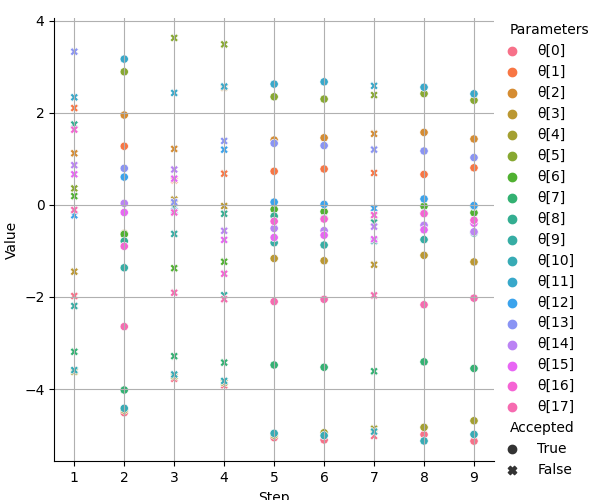 4
2
0
−2
−4
Value
1 2 3 4 5 6 7 8 9
Step
Parameters
θ[0]
θ[1]
θ[2]
θ[3]
θ[4]
θ[5]
θ[6]
θ[7]
θ[8]
θ[9]
θ[10]
θ[11]
θ[12]
θ[13]
θ[14]
θ[15]
θ[16]
θ[17]
Accepted
True
False